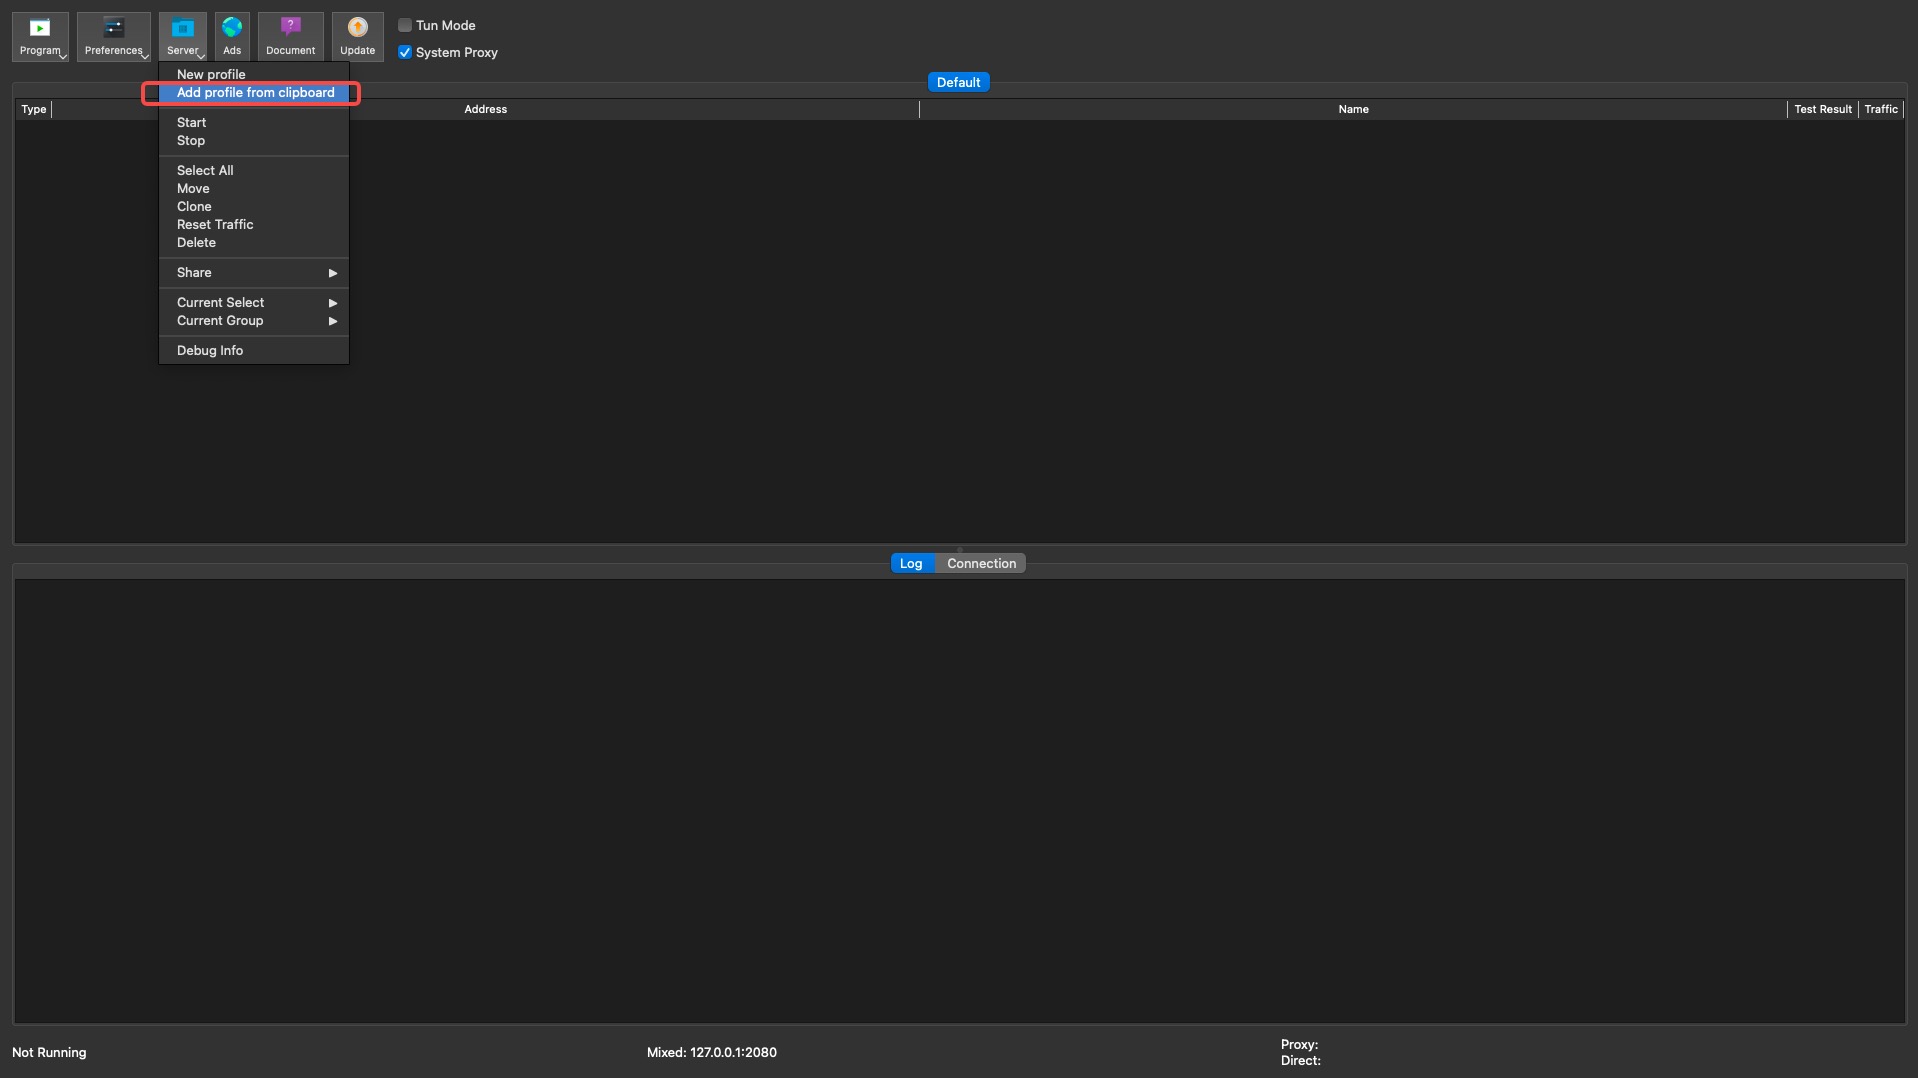 Program
Preferences
Server
Ads
Document
Update
Tun Mode
System Proxy
New profile
Add profile from clipboard
Start
Stop
Select All
Move
Clone
Reset Traffic
Delete
Share
Current Select
Current Group
Debug Info
Default
Type
Address
Name
Test Result
Traffic
Log
Connection
Not Running
Mixed: 127.0.0.1:2080
Proxy:
Direct: